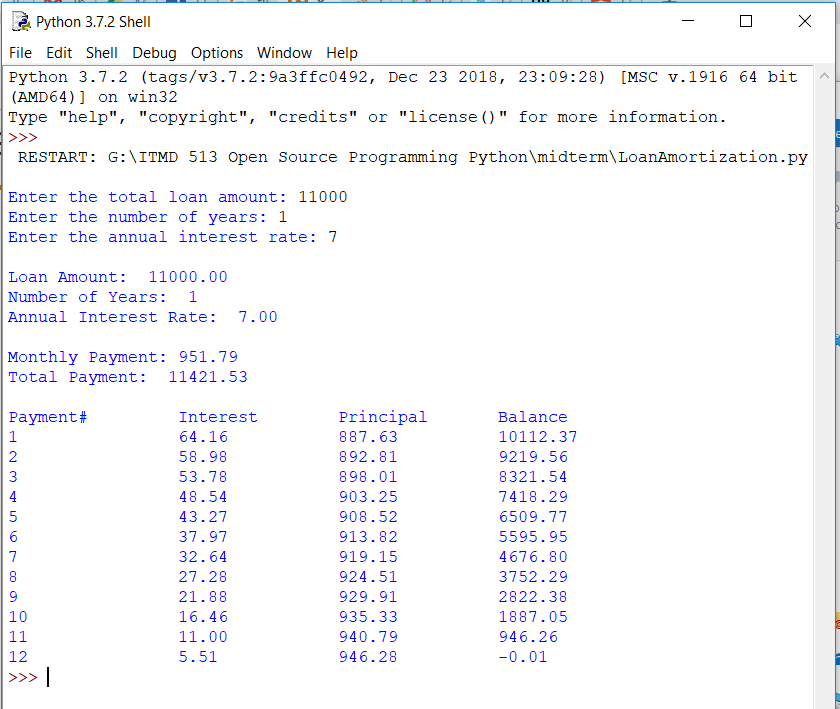 Python 3.7.2 Shell
File Edit Shell Debug Options Window Help
Python 3.7.2 (tags/v3.7.2:9a3ffc0492, Dec 23 2018, 23:09:28) [MSC v.1916 64 bit
(AMD64)] on win32
Type "help", "copyright", "credits" or "license()" for more information.
>>>
RESTART: G:\ITMD 513 Open Source Programming Python\midterm\LoanAmortization.py
Enter the total loan amount: 11000
Enter the number of years: 1
Enter the annual interest rate: 7
Loan Amount:  11000.00
Number of Years:  1
Annual Interest Rate:  7.00
Monthly Payment: 951.79
Total Payment:  11421.53
Payment# Interest Principal Balance
1 64.16 887.63 10112.37
2 58.98 892.81 9219.56
3 53.78 898.01 8321.54
4 48.54 903.25 7418.29
5 43.27 908.52 6509.77
6 37.97 913.82 5595.95
7 32.64 919.15 4676.80
8 27.28 924.51 3752.29
9 21.88 929.91 2822.38
10 16.46 935.33 1887.05
11 11.00 940.79 946.26
12 5.51 946.28 -0.01
>>>